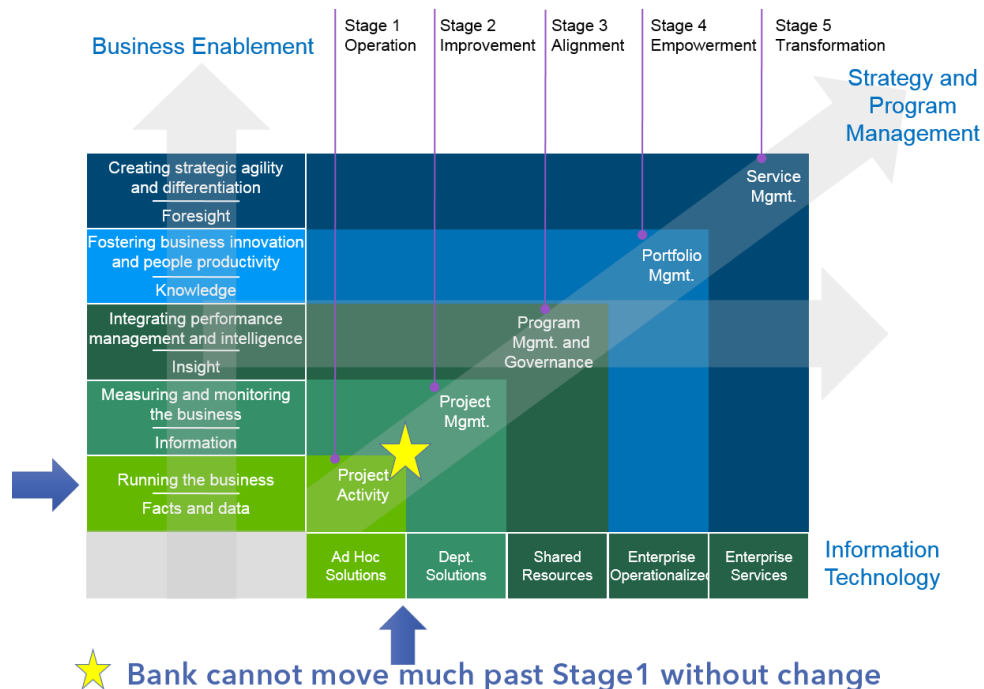 Business Enablement
Stage 1
Operation
Stage 2
Improvement
Stage 3
Alignment
Stage 4
Empowerment
Stage 5
Transformation
Strategy and
Program
Management
Creating strategic agility
and differentiation
Foresight
Service
Mgmt.
Fostering business innovation
and people productivity
Knowledge
Portfolio
Mgmt.
Integrating performance
management and intelligence
Insight
Program
Mgmt. and
Governance
Measuring and monitoring
the business
Information
Project
Mgmt.
Running the business
Facts and data
Project
Activity
Ad Hoc
Solutions
Dept.
Solutions
Shared
Resources
Enterprise
Operationalized
Enterprise
Services
Information
Technology
Bank cannot move much past Stage1 without change